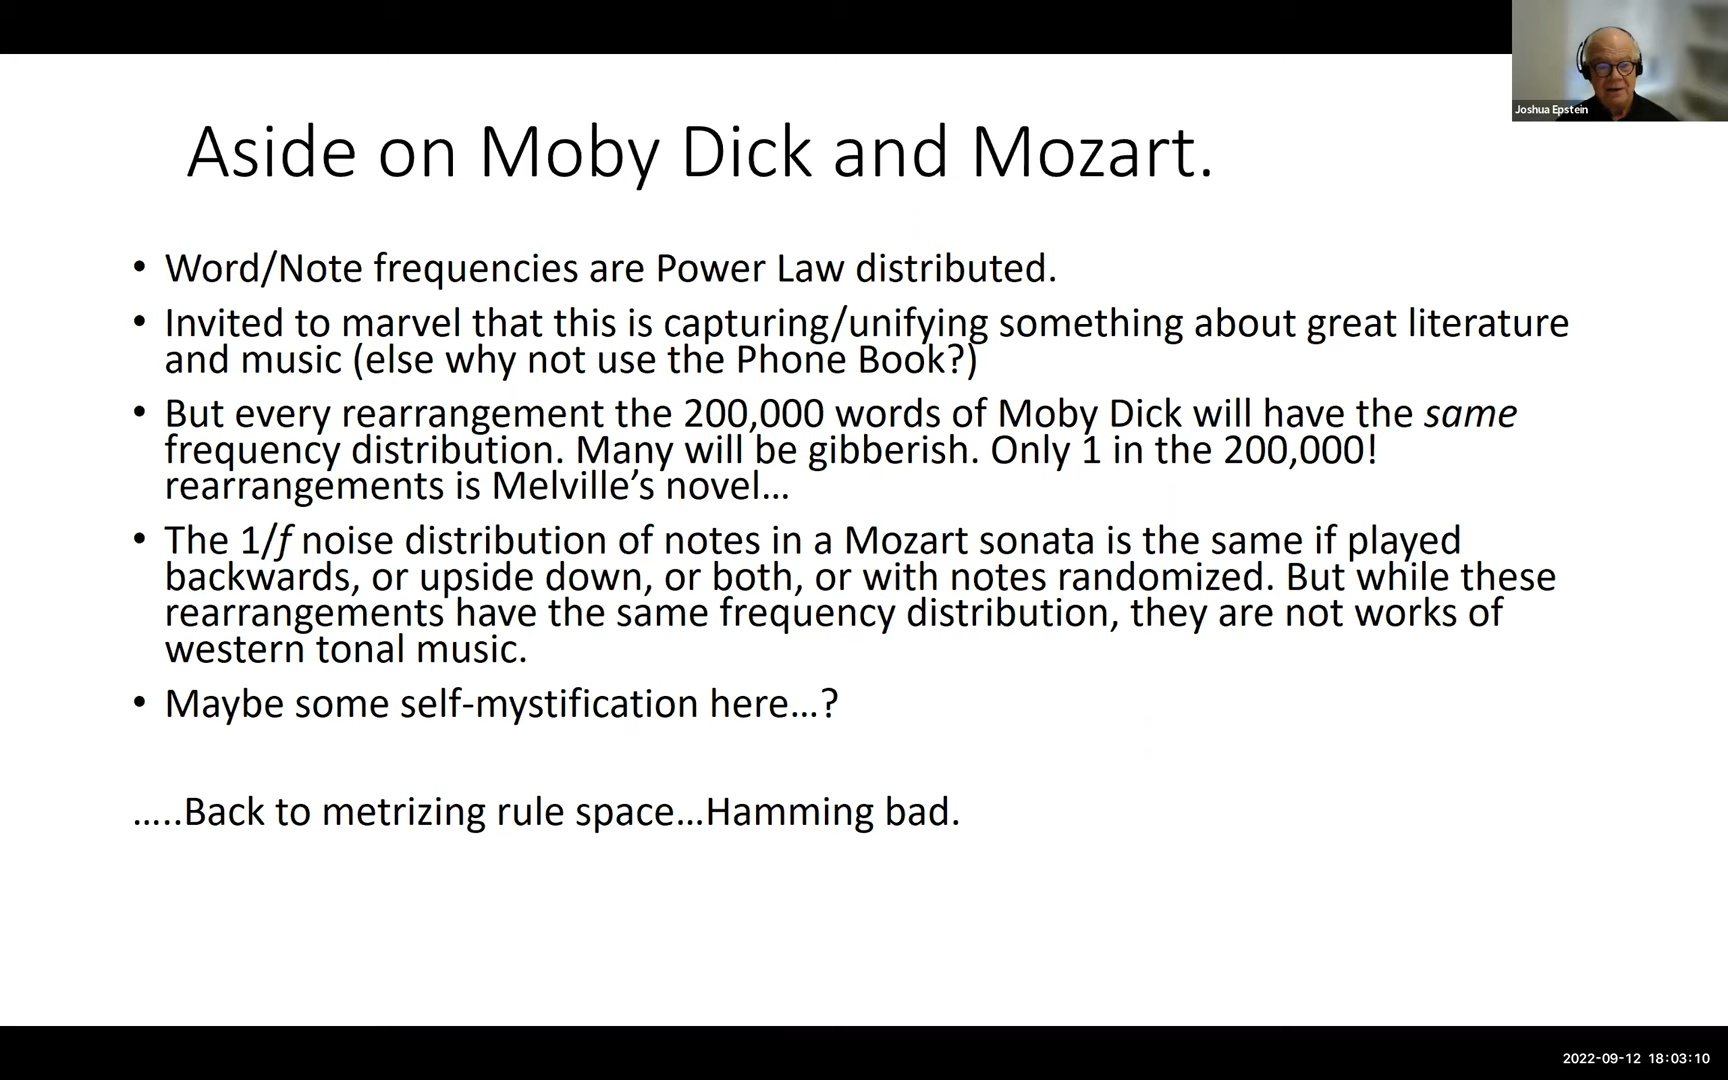 Joshua Epstein
Aside on Moby Dick and Mozart.
• Word/Note frequencies are Power Law distributed.
• Invited to marvel that this is capturing/unifying something about great literature
and music (else why not use the Phone Book?)
• But every rearrangement the 200,000 words of Moby Dick will have the same
frequency distribution. Many will be gibberish. Only 1 in the 200,000!
rearrangements is Melville’s novel…
• The 1/f noise distribution of notes in a Mozart sonata is the same if played
backwards, or upside down, or both, or with notes randomized. But while these
rearrangements have the same frequency distribution, they are not works of
western tonal music.
• Maybe some self-mystification here…?
…..Back to metrizing rule space…Hamming bad.
2022-09-12 18:03:10